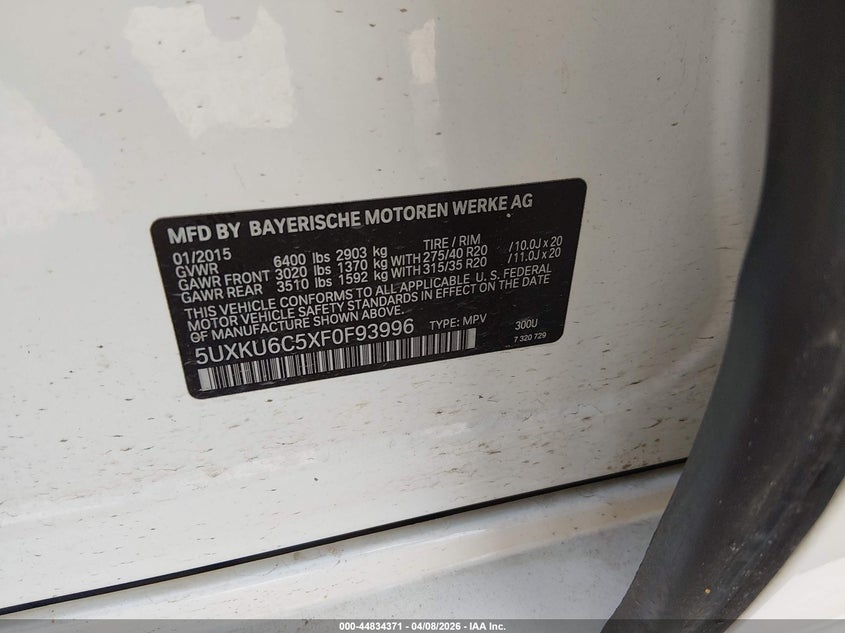 MFD BY BAYERISCHE MOTOREN WERKE AG
01/2015 TIRE / RIM
GVWR 6400 lbs 2903 kg
GAWR FRONT 3020 lbs 1370 kg WITH 275/40 R20 /10.0J x 20
GAWR REAR 3510 lbs 1592 kg WITH 315/35 R20 /11.0J x 20
THIS VEHICLE CONFORMS TO ALL APPLICABLE U.S. FEDERAL
MOTOR VEHICLE SAFETY STANDARDS IN EFFECT ON THE DATE
OF MANUFACTURE SHOWN ABOVE.
5UXKU6C5XF0F93996 TYPE: MPV 300U
7 320 729
000-44834371 | 04/08/2026 - IAA Inc.